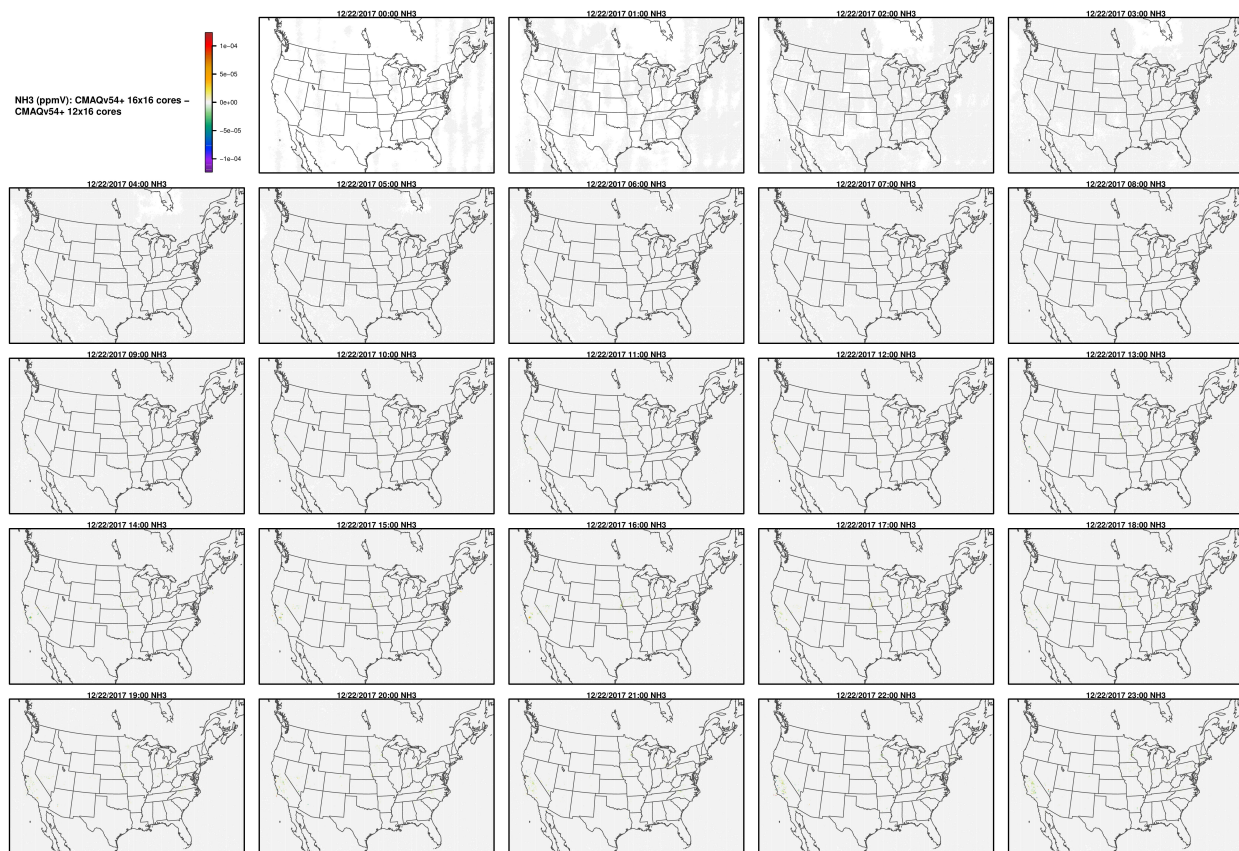 12/22/2017 00:00 NH3
12/22/2017 01:00 NH3
12/22/2017 02:00 NH3
12/22/2017 03:00 NH3
1e-04
5e-05
0e+00
-5e-05
-1e-04
NH3 (ppmV): CMAQv54+ 16x16 cores –
CMAQv54+ 12x16 cores
12/22/2017 04:00 NH3
12/22/2017 05:00 NH3
12/22/2017 06:00 NH3
12/22/2017 07:00 NH3
12/22/2017 08:00 NH3
12/22/2017 09:00 NH3
12/22/2017 10:00 NH3
12/22/2017 11:00 NH3
12/22/2017 12:00 NH3
12/22/2017 13:00 NH3
12/22/2017 14:00 NH3
12/22/2017 15:00 NH3
12/22/2017 16:00 NH3
12/22/2017 17:00 NH3
12/22/2017 18:00 NH3
12/22/2017 19:00 NH3
12/22/2017 20:00 NH3
12/22/2017 21:00 NH3
12/22/2017 22:00 NH3
12/22/2017 23:00 NH3